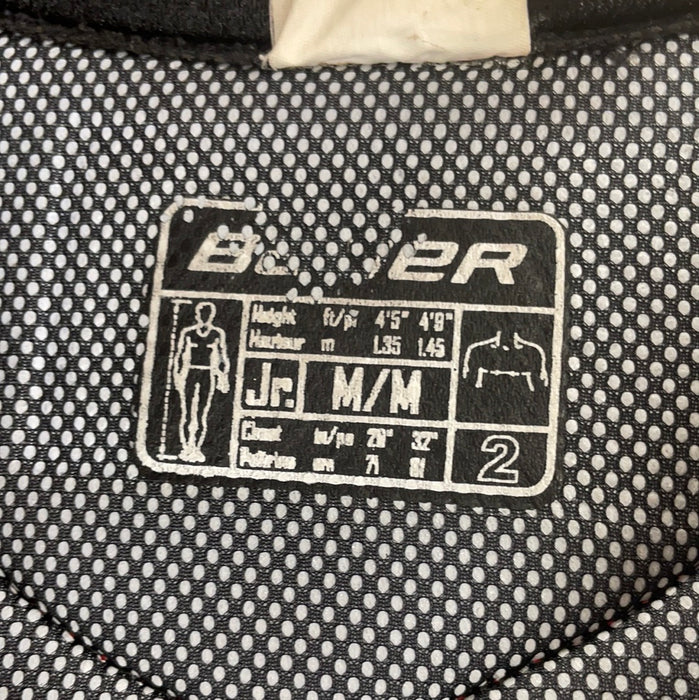 BAUER
Height ft/pi 4'5" 4'9"
Hauteur m 1.35 1.45
Jr. M/M
Chest in/po 28" 32"
Poitrine cm 71 81
2